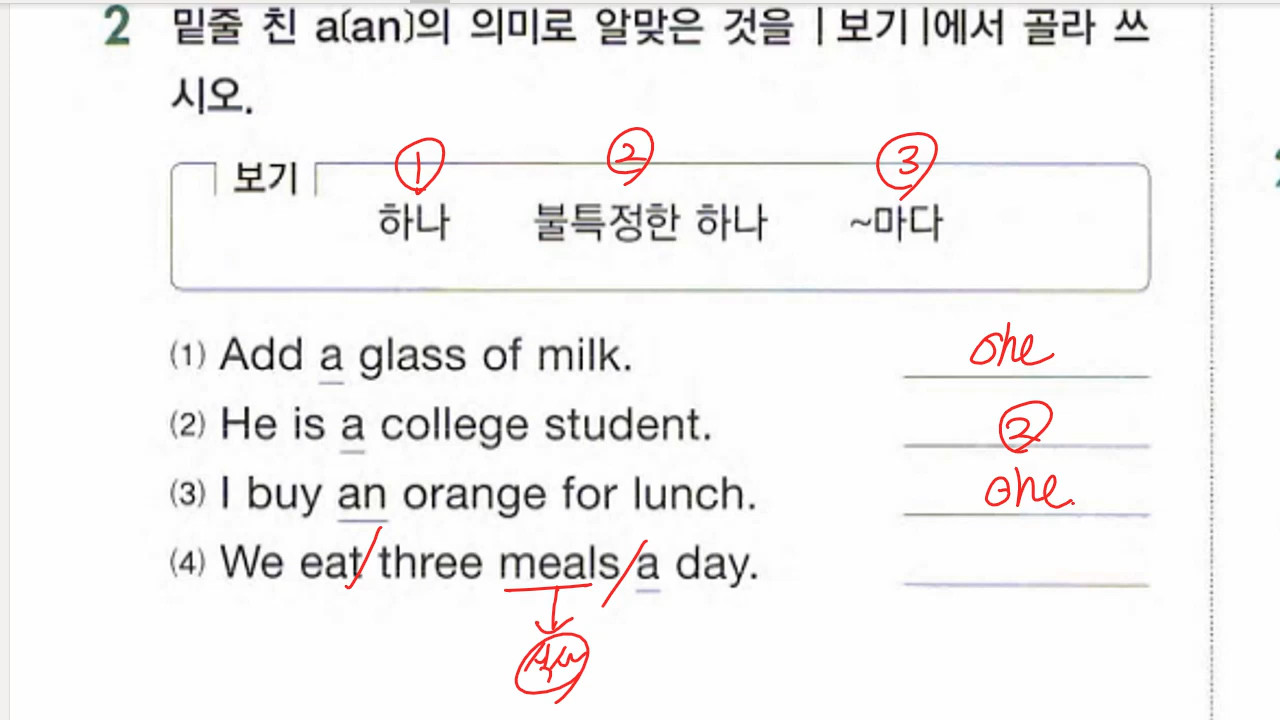 2 밑줄 친 a(an)의 의미로 알맞은 것을 |보기|에서 골라 쓰
시오.
① ② ③
보기
하나 불특정한 하나 ~마다
(1) Add a glass of milk. one
(2) He is a college student. ②
(3) I buy an orange for lunch. one.
(4) We eat/three meals/a day.
식사